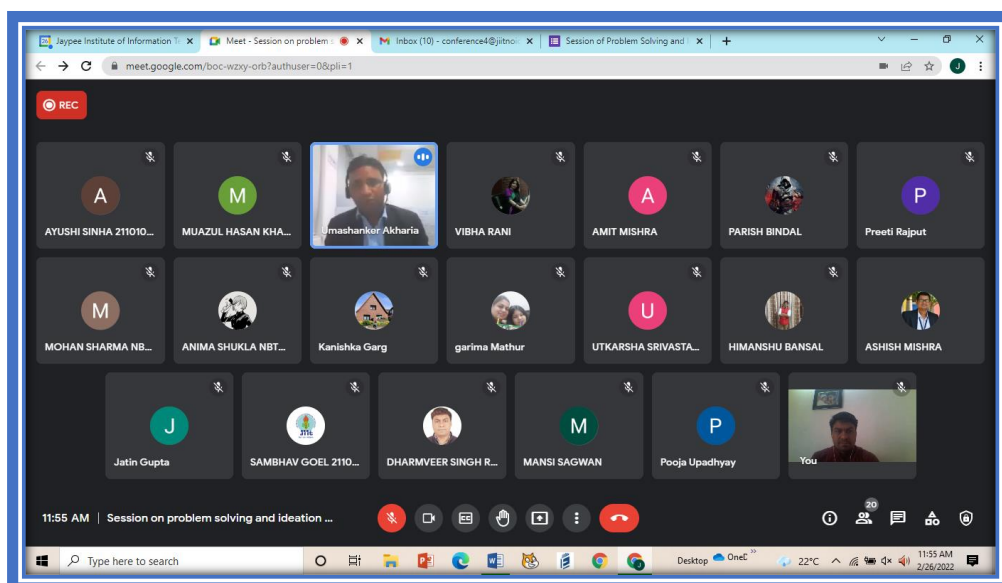 Jaypee Institute of Information T
Meet - Session on problem s
Inbox (10) - conference4@jiitno
Session of Problem Solving and I
meet.google.com/boc-wzxy-orb?authuser=0&pli=1
J
REC
A
M
A
P
AYUSHI SINHA 211010...
MUAZUL HASAN KHA...
Umashanker Akharia
VIBHA RANI
AMIT MISHRA
PARISH BINDAL
Preeti Rajput
M
U
MOHAN SHARMA NB...
ANIMA SHUKLA NBT...
Kanishka Garg
garima Mathur
UTKARSHA SRIVASTA...
HIMANSHU BANSAL
ASHISH MISHRA
J
JIIT
M
P
Jatin Gupta
SAMBHAV GOEL 2110...
DHARMVEER SINGH R...
MANSI SAGWAN
Pooja Upadhyay
You
11:55 AM | Session on problem solving and ideation ...
CC
20
Type here to search
Desktop
OneD
22°C
11:55 AM
2/26/2022